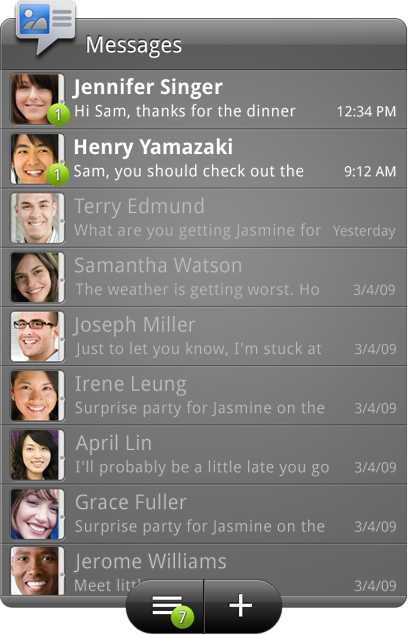 Messages
Jennifer Singer
Hi Sam, thanks for the dinner 12:34 PM
1
Henry Yamazaki
Sam, you should check out the 9:12 AM
1
Terry Edmund
What are you getting Jasmine for Yesterday
Samantha Watson
The weather is getting worst. Ho 3/4/09
Joseph Miller
Just to let you know, I'm stuck at 3/4/09
Irene Leung
Surprise party for Jasmine on the 3/4/09
April Lin
I'll probably be a little late you go 3/4/09
Grace Fuller
Surprise party for Jasmine on the 3/4/09
Jerome Williams
Meet 3/4/09
7